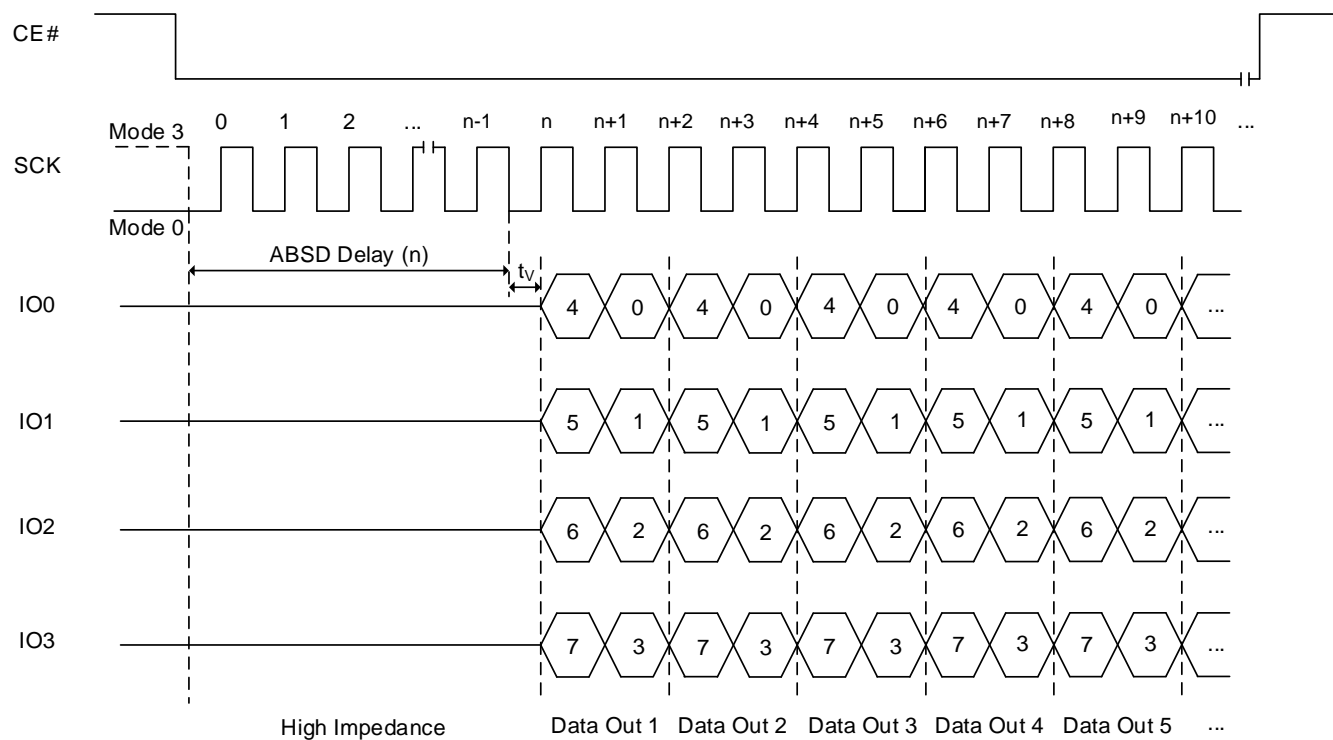 CE#
Mode 3 0 1 2 ... n-1 n n+1 n+2 n+3 n+4 n+5 n+6 n+7 n+8 n+9 n+10 ...
SCK
Mode 0
ABSD Delay (n) tV
IO0 4 0 4 0 4 0 4 0 4 0 ...
IO1 5 1 5 1 5 1 5 1 5 1 ...
IO2 6 2 6 2 6 2 6 2 6 2 ...
IO3 7 3 7 3 7 3 7 3 7 3 ...
High Impedance Data Out 1 Data Out 2 Data Out 3 Data Out 4 Data Out 5 ...